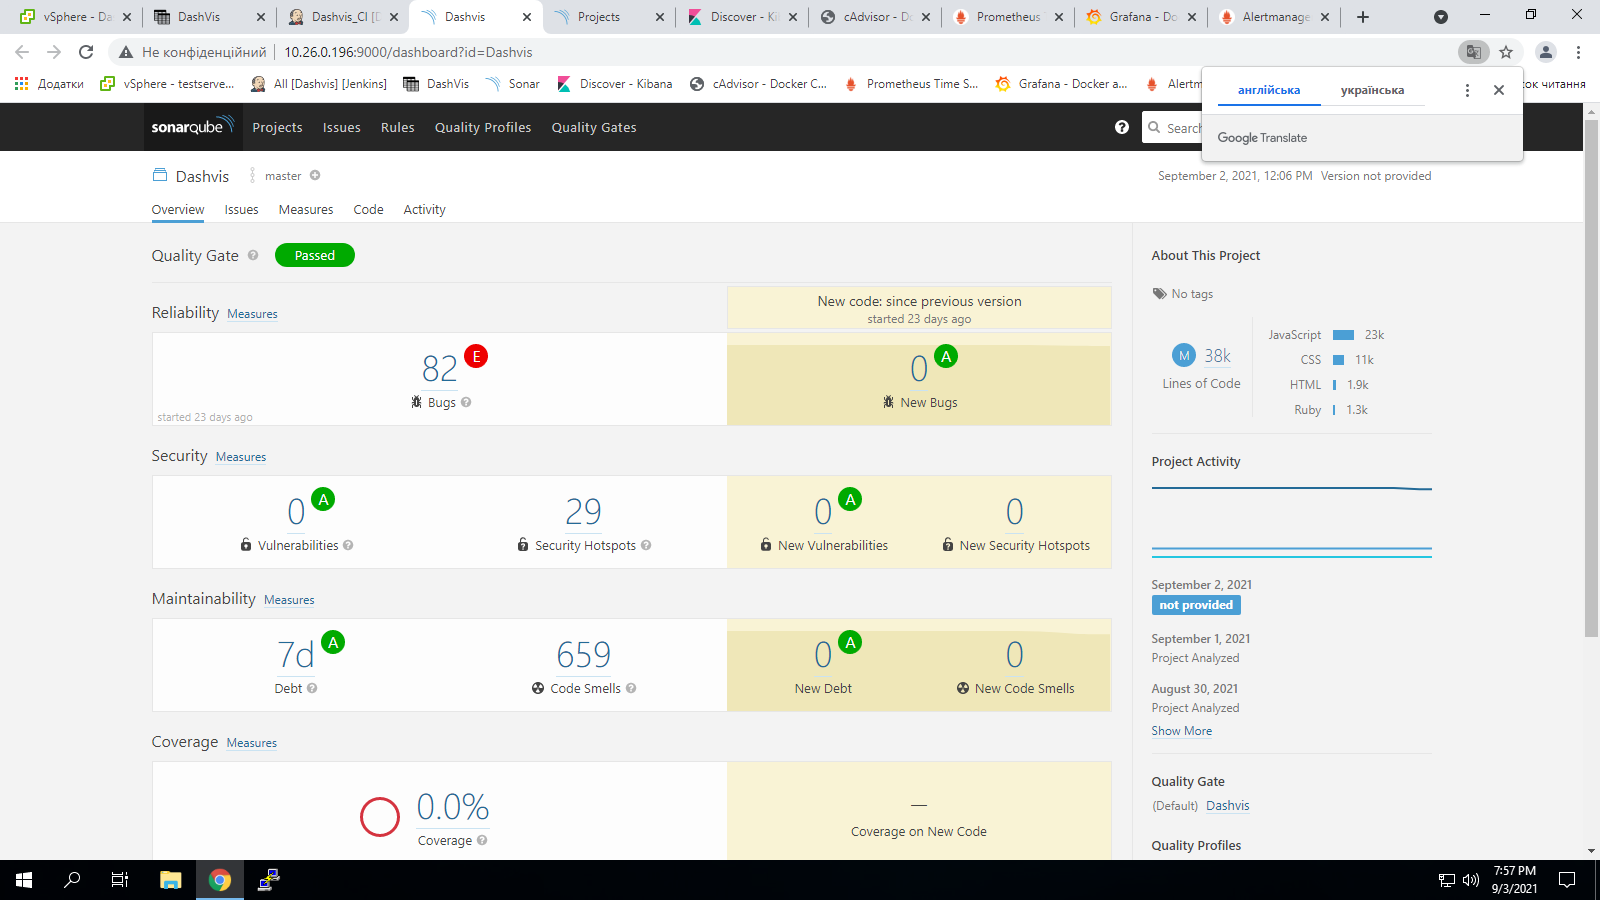 vSphere - Da
DashVis
Dashvis_CI [D
Dashvis
Projects
Discover - Ki
cAdvisor - Do
Prometheus
Grafana - Do
Alertmanage
Не конфіденційний
10.26.0.196:9000/dashboard?id=Dashvis
Додатки
vSphere - testserve...
All [Dashvis] [Jenkins]
DashVis
Sonar
Discover - Kibana
cAdvisor - Docker C...
Prometheus Time S...
Grafana - Docker a...
Alertm
ок читання
англійська
українська
Google Translate
sonarqube
Projects
Issues
Rules
Quality Profiles
Quality Gates
Search
Dashvis
master
September 2, 2021, 12:06 PM
Version not provided
Overview
Issues
Measures
Code
Activity
Quality Gate
Passed
New code: since previous version
started 23 days ago
Reliability
Measures
82
E
Bugs
started 23 days ago
0
A
New Bugs
Security
Measures
0
A
Vulnerabilities
29
Security Hotspots
0
A
New Vulnerabilities
0
New Security Hotspots
Maintainability
Measures
7d
A
Debt
659
Code Smells
0
A
New Debt
0
New Code Smells
Coverage
Measures
0.0%
Coverage
—
Coverage on New Code
About This Project
No tags
M
38k
Lines of Code
JavaScript 23k
CSS 11k
HTML 1.9k
Ruby 1.3k
Project Activity
September 2, 2021
not provided
September 1, 2021
Project Analyzed
August 30, 2021
Project Analyzed
Show More
Quality Gate
(Default) Dashvis
Quality Profiles
7:57 PM
9/3/2021